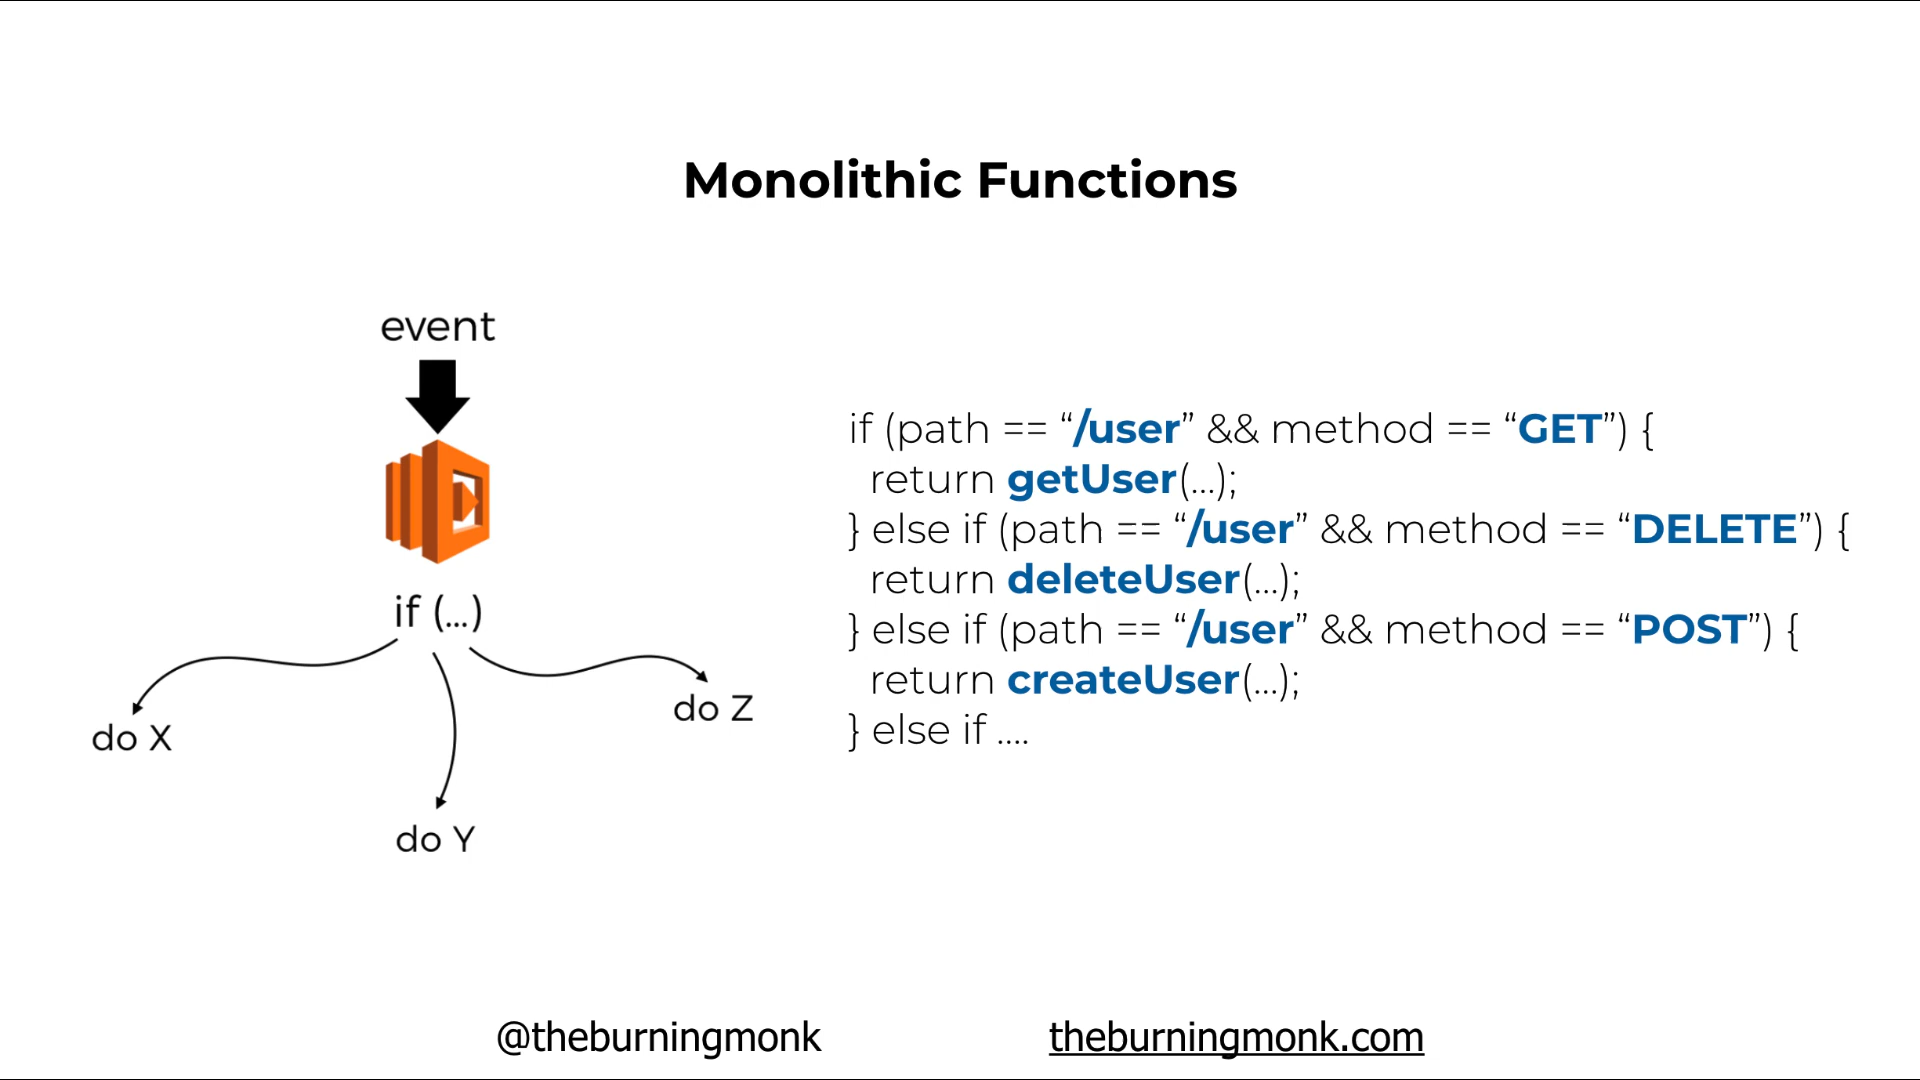 Monolithic Functions
event
if (...)
do X
do Y
do Z
if (path == “/user” && method == “GET”) {
return getUser(...);
} else if (path == “/user” && method == “DELETE”) {
return deleteUser(...);
} else if (path == “/user” && method == “POST”) {
return createUser(...);
} else if ....
@theburningmonk
theburningmonk.com